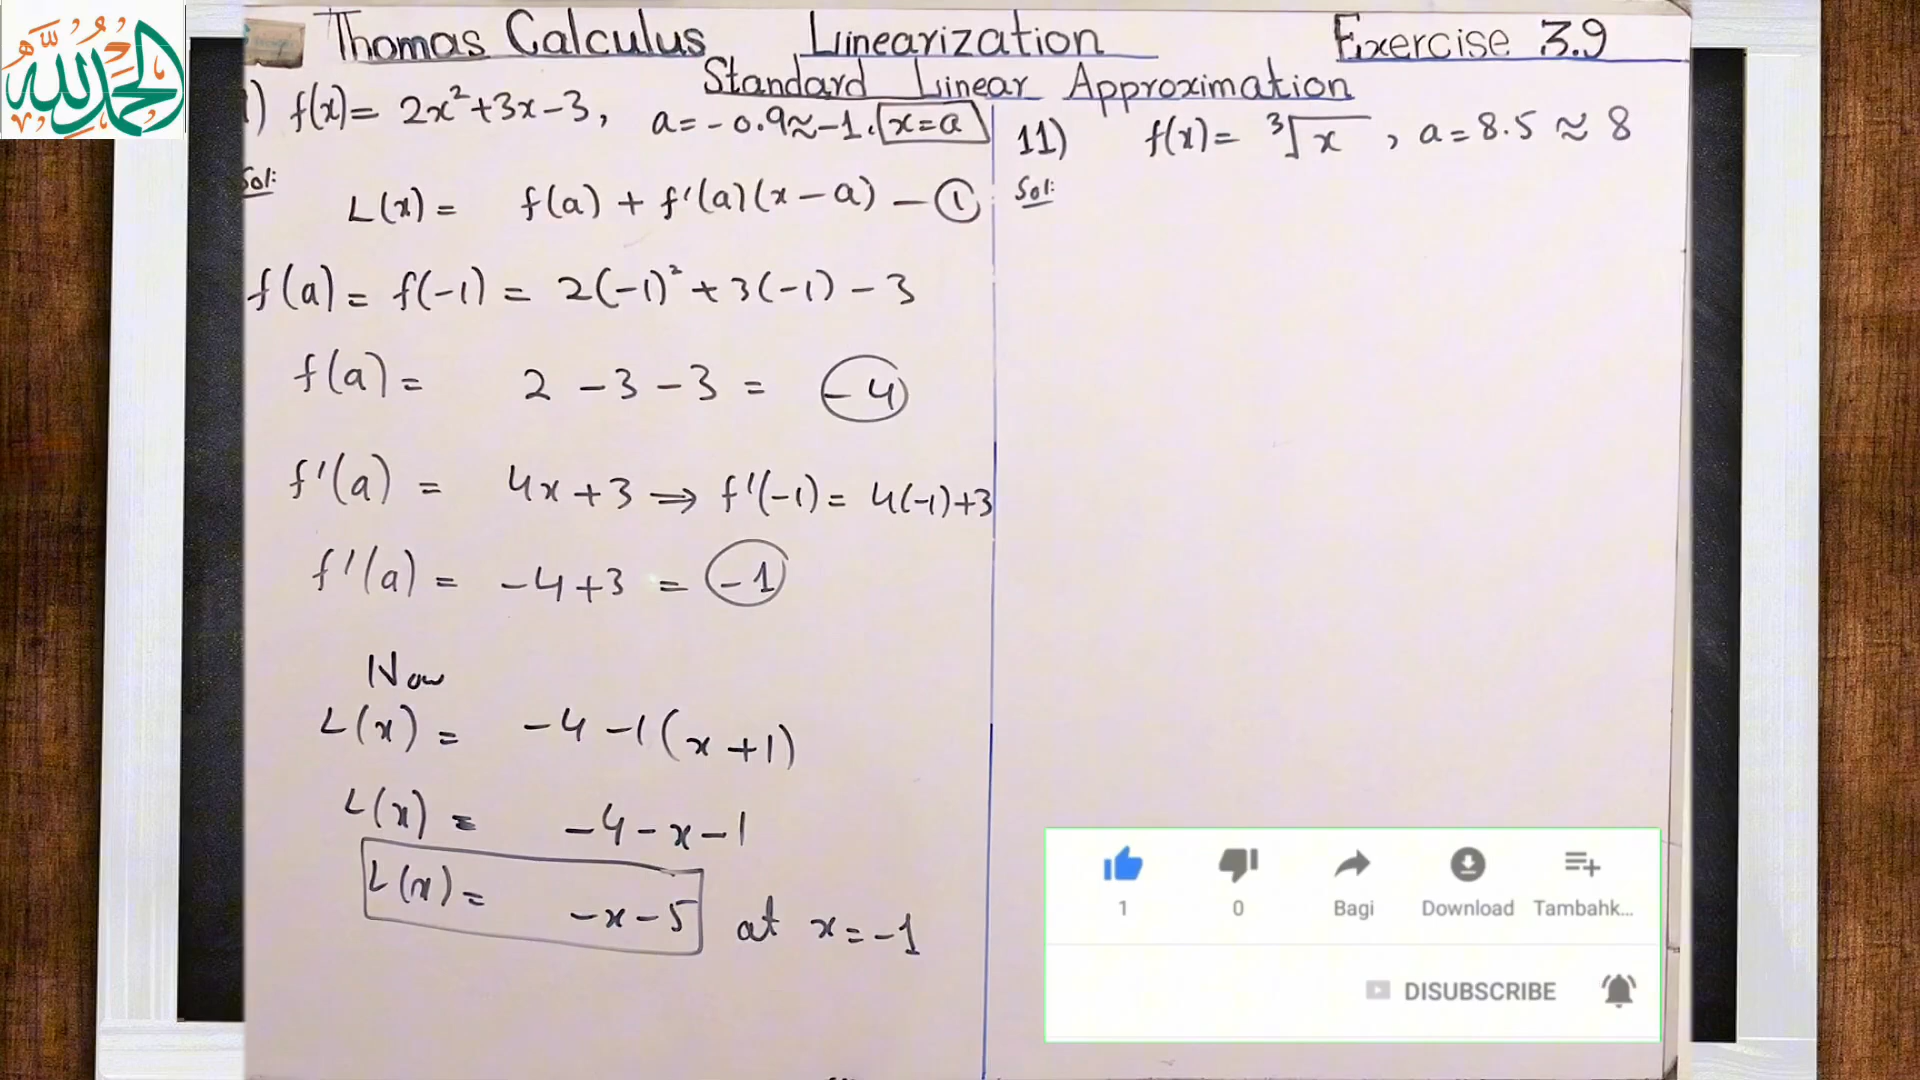 الحمد لله
Thomas Calculus Linearization Exercise 3.9
Standard Linear Approximation
1) f(x)= 2x²+3x-3, a=-0.9≈-1. x=a
Sol:
L(x)= f(a) + f'(a)(x-a) - ①
f(a)= f(-1) = 2(-1)²+3(-1)-3
f(a)= 2-3-3 = -4
f'(a) = 4x+3 ⇒ f'(-1)= 4(-1)+3
f'(a) = -4+3 = -1
Now
L(x) = -4-1(x+1)
L(x) = -4-x-1
L(x) = -x-5 at x=-1
11) f(x)= ³√x , a=8.5 ≈ 8
Sol:
1 0 Bagi Download Tambahk...
DISUBSCRIBE